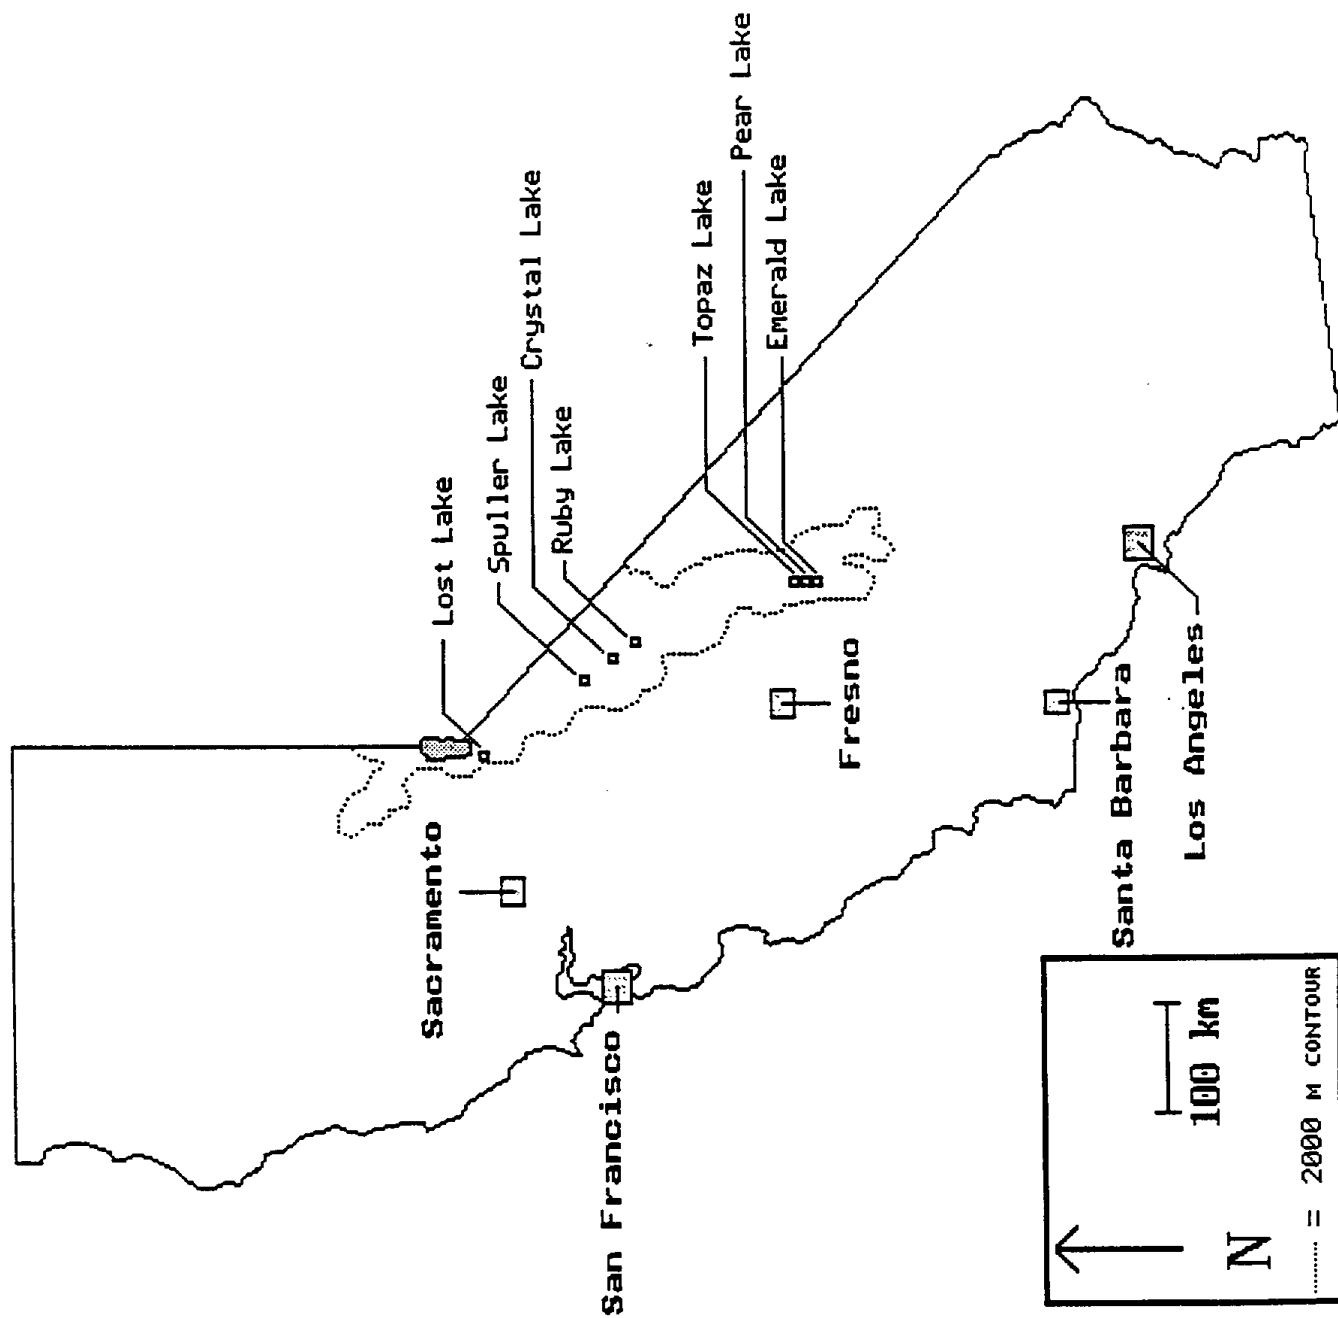 Lost Lake
Spuller Lake
Crystal Lake
Ruby Lake
Topaz Lake
Pear Lake
Emerald Lake
Sacramento
San Francisco
Fresno
Santa Barbara
Los Angeles
100 km
N
= 2000 M CONTOUR